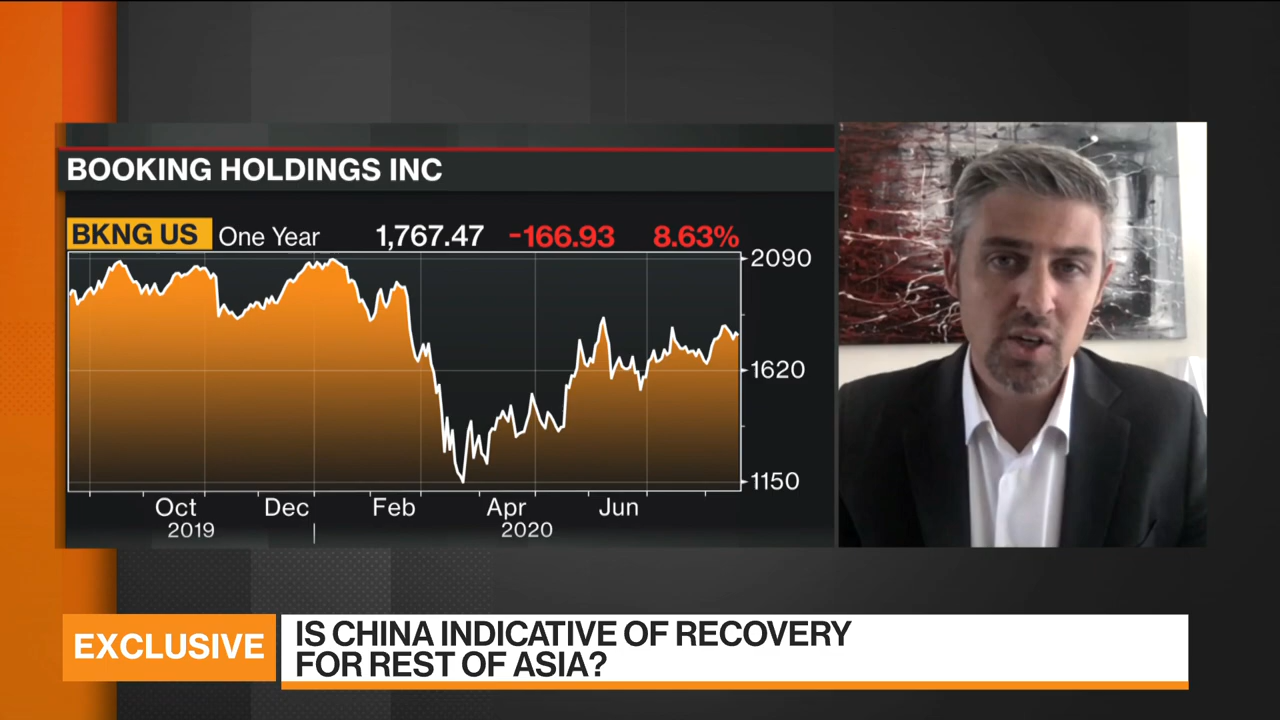 BOOKING HOLDINGS INC
BKNG US One Year 1,767.47 -166.93 8.63%
2090
1620
1150
Oct Dec Feb Apr Jun
2019 2020
EXCLUSIVE
IS CHINA INDICATIVE OF RECOVERY
FOR REST OF ASIA?